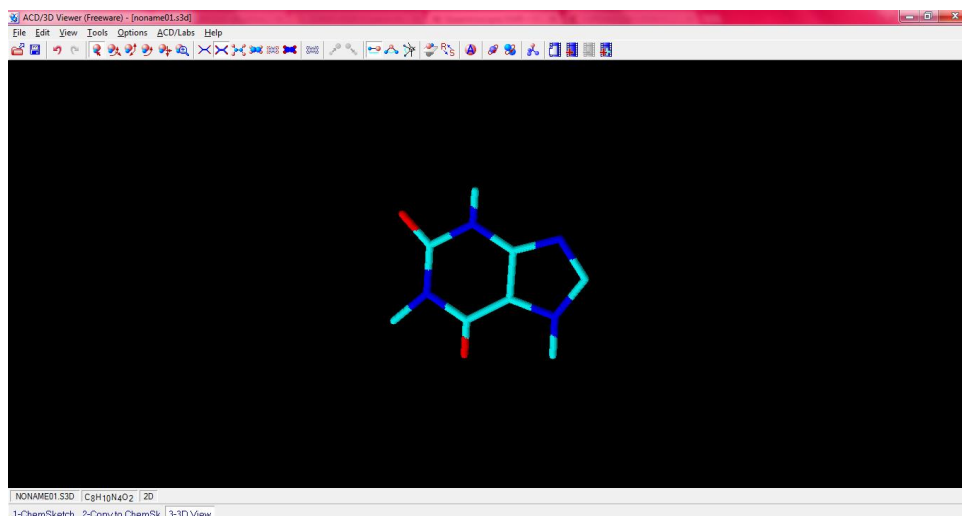 ACD/3D Viewer (Freeware) - [noname01.s3d]
File Edit View Tools Options ACD/Labs Help
NONAME01.S3D C8H10N4O2 2D
1-ChemSketch 2-Copy to ChemSk 3-3D View